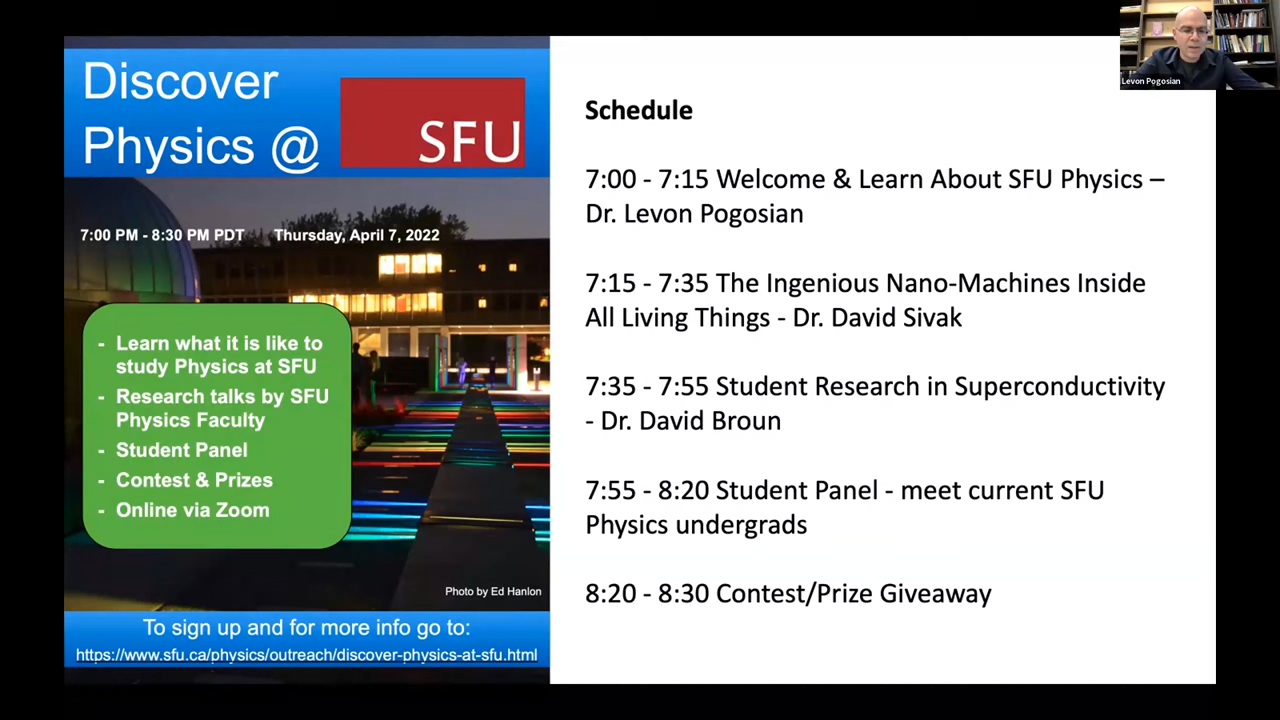 Discover
Physics @
SFU
7:00 PM - 8:30 PM PDT Thursday, April 7, 2022
- Learn what it is like to
study Physics at SFU
- Research talks by SFU
Physics Faculty
- Student Panel
- Contest & Prizes
- Online via Zoom
Photo by Ed Hanlon
To sign up and for more info go to:
https://www.sfu.ca/physics/outreach/discover-physics-at-sfu.html
Schedule
7:00 - 7:15 Welcome & Learn About SFU Physics –
Dr. Levon Pogosian
7:15 - 7:35 The Ingenious Nano-Machines Inside
All Living Things - Dr. David Sivak
7:35 - 7:55 Student Research in Superconductivity
- Dr. David Broun
7:55 - 8:20 Student Panel - meet current SFU
Physics undergrads
8:20 - 8:30 Contest/Prize Giveaway
Levon Pogosian